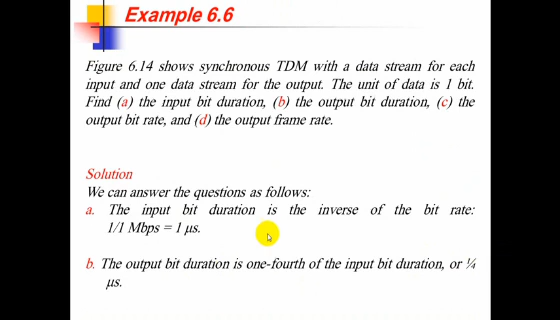 Example 6.6
Figure 6.14 shows synchronous TDM with a data stream for each
input and one data stream for the output. The unit of data is 1 bit.
Find (a) the input bit duration, (b) the output bit duration, (c) the
output bit rate, and (d) the output frame rate.
Solution
We can answer the questions as follows:
a. The input bit duration is the inverse of the bit rate:
1/1 Mbps = 1 μs.
b. The output bit duration is one-fourth of the input bit duration, or ¼
μs.